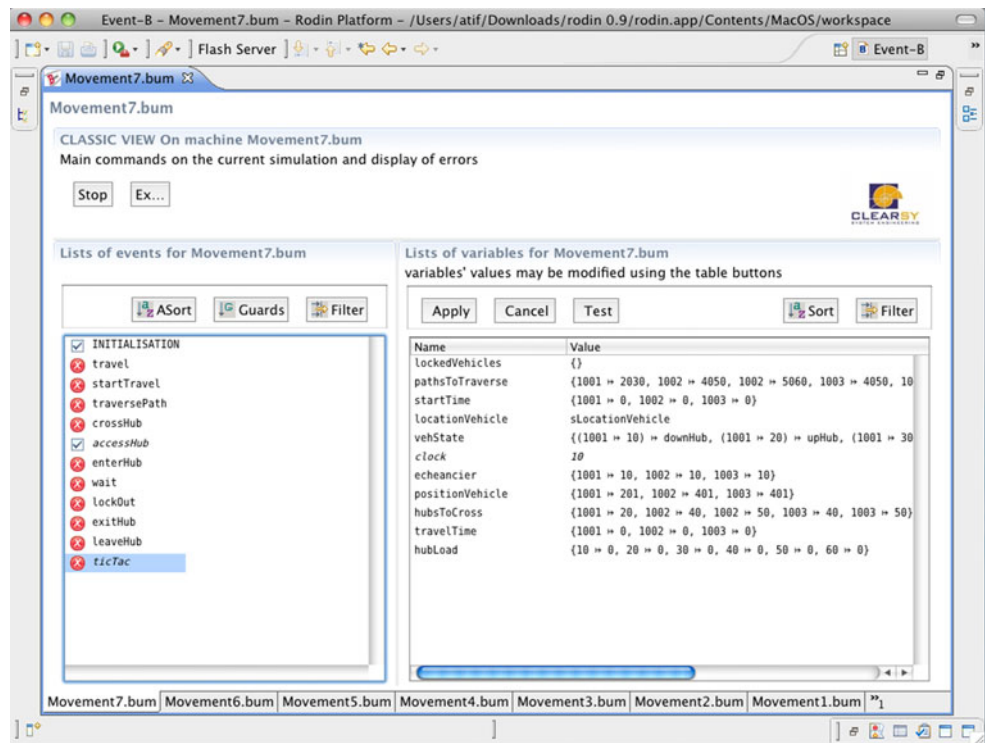 Event-B – Movement7.bum – Rodin Platform – /Users/atif/Downloads/rodin 0.9/rodin.app/Contents/MacOS/workspace
Flash Server
Event-B
Movement7.bum
Movement7.bum
CLASSIC VIEW On machine Movement7.bum
Main commands on the current simulation and display of errors
Stop Ex...
CLEARSY
SYSTEM ENGINEERING
Lists of events for Movement7.bum
ASort Guards Filter
INITIALISATION
travel
startTravel
traversePath
crossHub
accessHub
enterHub
wait
lockOut
exitHub
leaveHub
ticTac
Lists of variables for Movement7.bum
variables' values may be modified using the table buttons
Apply Cancel Test Sort Filter
Name Value
lockedVehicles {}
pathsToTraverse {1001 ↦ 2030, 1002 ↦ 4050, 1002 ↦ 5060, 1003 ↦ 4050, 10
startTime {1001 ↦ 0, 1002 ↦ 0, 1003 ↦ 0}
locationVehicle sLocationVehicle
vehState {(1001 ↦ 10) ↦ downHub, (1001 ↦ 20) ↦ upHub, (1001 ↦ 30
clock 10
echeancier {1001 ↦ 10, 1002 ↦ 10, 1003 ↦ 10}
positionVehicle {1001 ↦ 201, 1002 ↦ 401, 1003 ↦ 401}
hubsToCross {1001 ↦ 20, 1002 ↦ 40, 1002 ↦ 50, 1003 ↦ 40, 1003 ↦ 50}
travelTime {1001 ↦ 0, 1002 ↦ 0, 1003 ↦ 0}
hubLoad {10 ↦ 0, 20 ↦ 0, 30 ↦ 0, 40 ↦ 0, 50 ↦ 0, 60 ↦ 0}
Movement7.bum Movement6.bum Movement5.bum Movement4.bum Movement3.bum Movement2.bum Movement1.bum »1